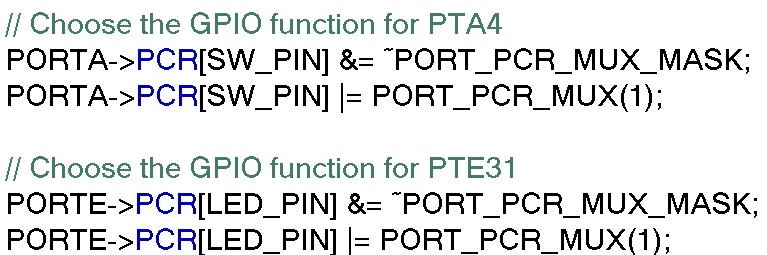 // Choose the GPIO function for PTA4
PORTA->PCR[SW_PIN] &= ˜PORT_PCR_MUX_MASK;
PORTA->PCR[SW_PIN] |= PORT_PCR_MUX(1);
// Choose the GPIO function for PTE31
PORTE->PCR[LED_PIN] &= ˜PORT_PCR_MUX_MASK;
PORTE->PCR[LED_PIN] |= PORT_PCR_MUX(1);